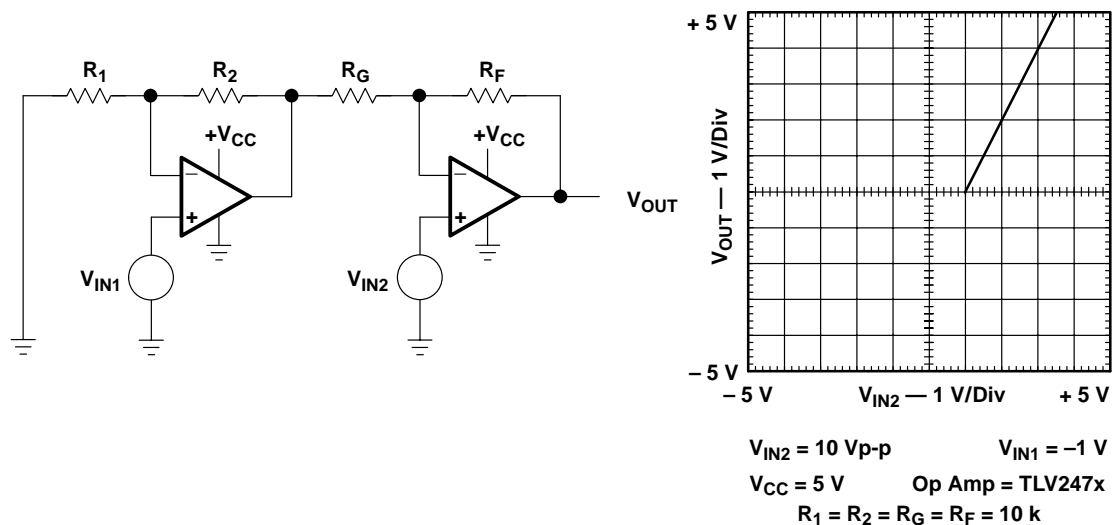 R1
R2
RG
RF
+VCC
+VCC
–
+
–
+
VIN1
VIN2
VOUT
+ 5 V
VOUT — 1 V/Div
– 5 V
– 5 V
VIN2 — 1 V/Div
+ 5 V
VIN2 = 10 Vp-p
VIN1 = –1 V
VCC = 5 V
Op Amp = TLV247x
R1 = R2 = RG = RF = 10 k